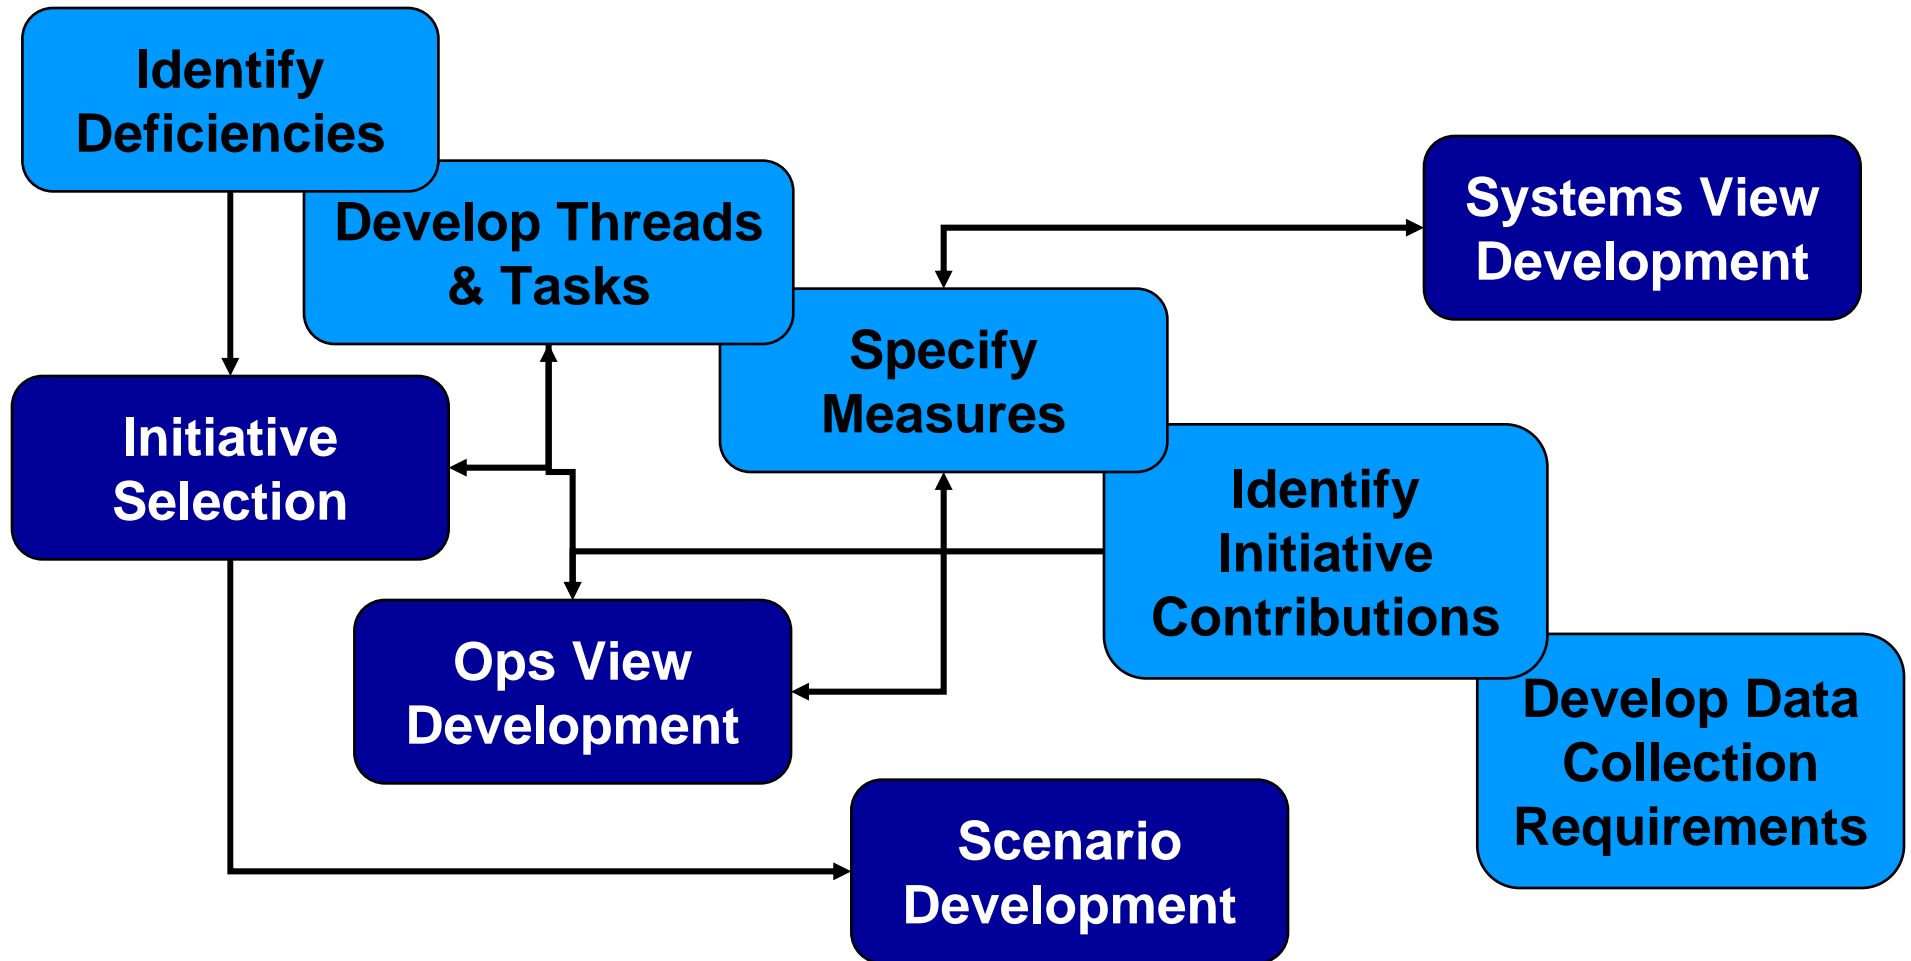 Identify
Deficiencies
Develop Threads
& Tasks
Systems View
Development
Specify
Measures
Initiative
Selection
Identify
Initiative
Contributions
Ops View
Development
Develop Data
Collection
Requirements
Scenario
Development